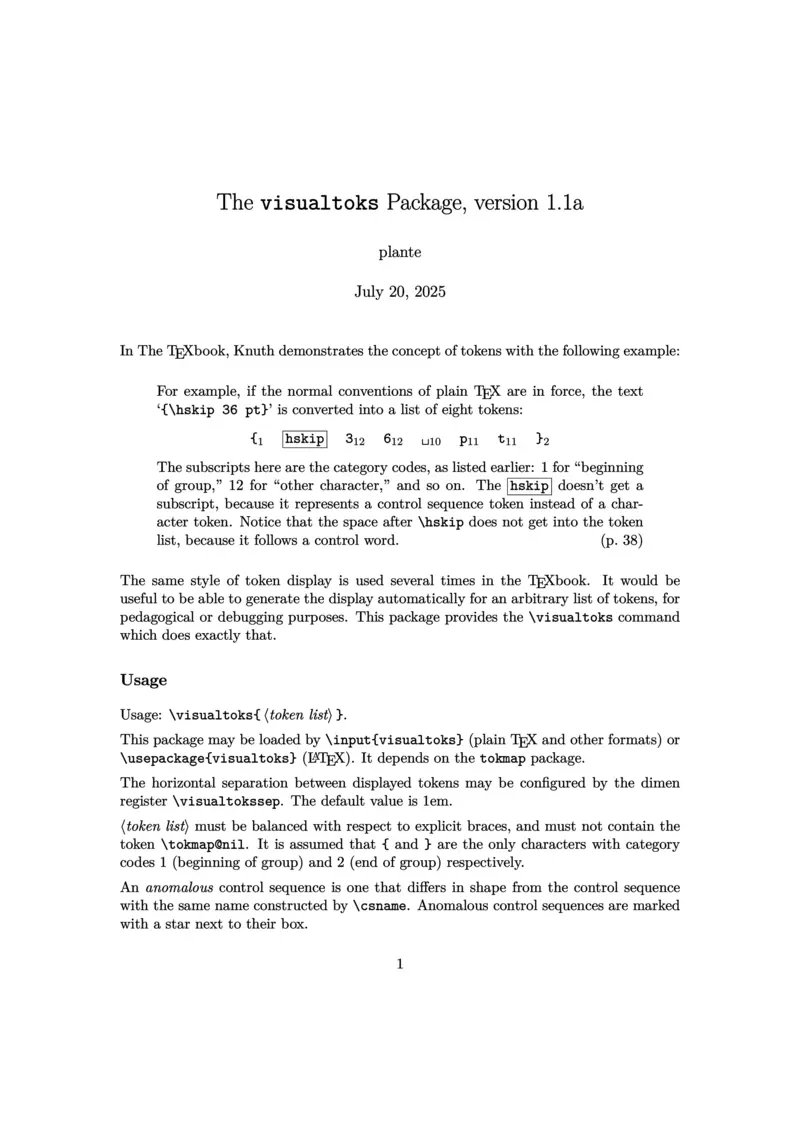 The visualtoks Package, version 1.1a
plante
July 20, 2025
In The TEXbook, Knuth demonstrates the concept of tokens with the following example:
For example, if the normal conventions of plain TEX are in force, the text
‘{\hskip 36 pt}’ is converted into a list of eight tokens:
{₁ hskip 3₁₂ 6₁₂ ␣₁₀ p₁₁ t₁₁ }₂
The subscripts here are the category codes, as listed earlier: 1 for “beginning
of group,” 12 for “other character,” and so on. The hskip doesn’t get a
subscript, because it represents a control sequence token instead of a char-
acter token. Notice that the space after \hskip does not get into the token
list, because it follows a control word. (p. 38)
The same style of token display is used several times in the TEXbook. It would be
useful to be able to generate the display automatically for an arbitrary list of tokens, for
pedagogical or debugging purposes. This package provides the \visualtoks command
which does exactly that.
Usage
Usage: \visualtoks{⟨token list⟩}.
This package may be loaded by \input{visualtoks} (plain TEX and other formats) or
\usepackage{visualtoks} (LATEX). It depends on the tokmap package.
The horizontal separation between displayed tokens may be configured by the dimen
register \visualtokssep. The default value is 1em.
⟨token list⟩ must be balanced with respect to explicit braces, and must not contain the
token \tokmap@nil. It is assumed that { and } are the only characters with category
codes 1 (beginning of group) and 2 (end of group) respectively.
An anomalous control sequence is one that differs in shape from the control sequence
with the same name constructed by \csname. Anomalous control sequences are marked
with a star next to their box.
1